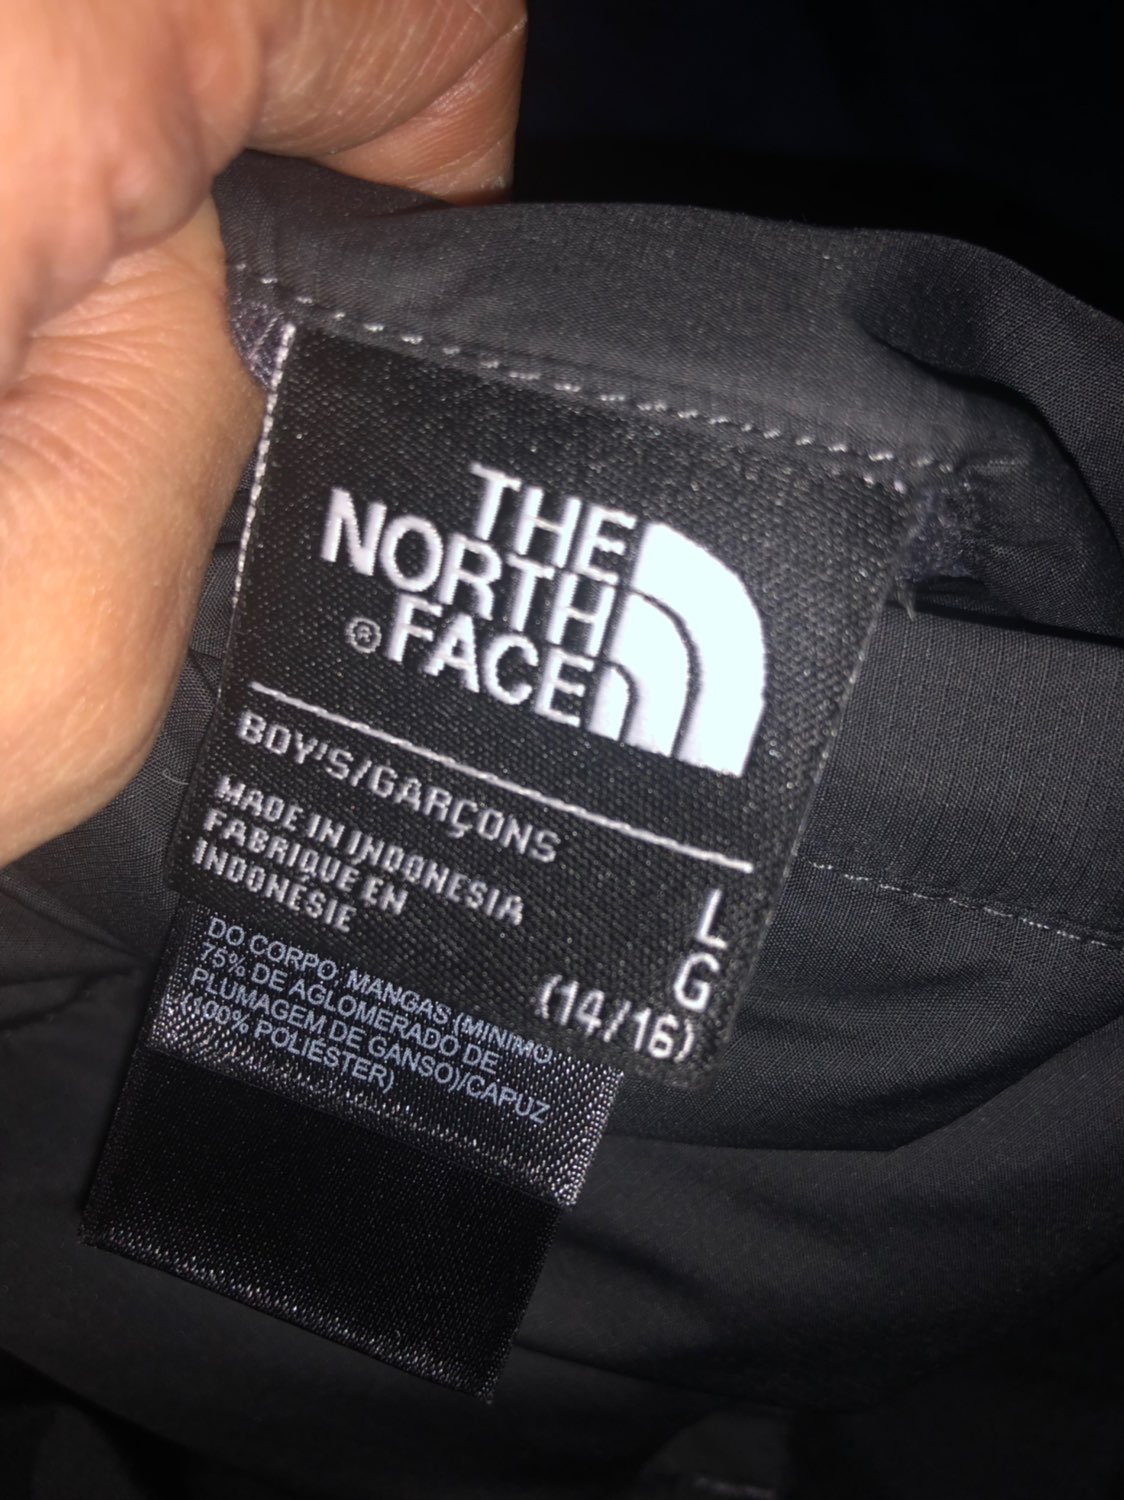 THE
NORTH
®FACE
BOY'S/GARÇONS
MADE IN INDONESIA
FABRIQUE EN
INDONÉSIE
L
G
(14/16)
DO CORPO, MANGAS (MÍNIMO
75% DE AGLOMERADO DE
PLUMAGEM DE GANSO)/CAPUZ
(100% POLIÉSTER)